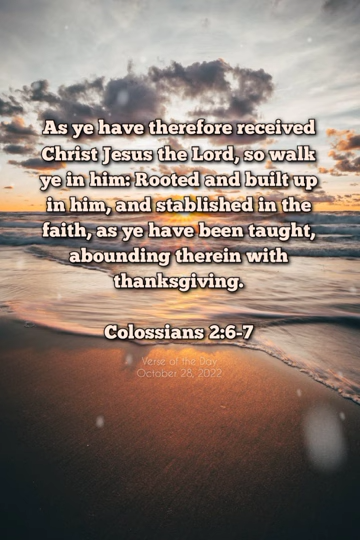 As ye have therefore received
Christ Jesus the Lord, so walk
ye in him: Rooted and built up
in him, and stablished in the
faith, as ye have been taught,
abounding therein with
thanksgiving.
Colossians 2:6-7
Verse of the Day
October 28, 2022